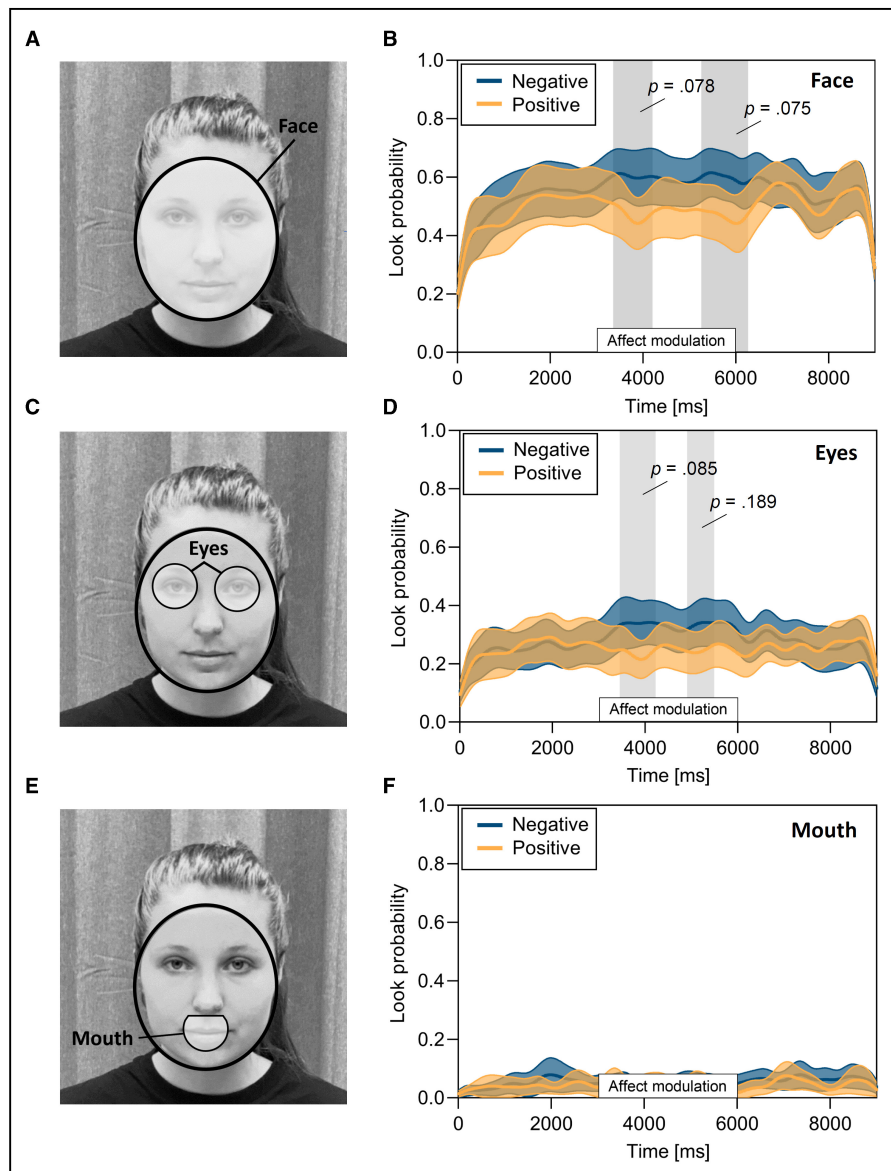 A
Face
B
1.0
0.8
0.6
0.4
0.2
0.0
Look probability
Negative
Positive
Face
p = .078
p = .075
Affect modulation
0 2000 4000 6000 8000
Time [ms]
C
Eyes
D
1.0
0.8
0.6
0.4
0.2
0.0
Look probability
Negative
Positive
Eyes
p = .085
p = .189
Affect modulation
0 2000 4000 6000 8000
Time [ms]
E
Mouth
F
1.0
0.8
0.6
0.4
0.2
0.0
Look probability
Negative
Positive
Mouth
Affect modulation
0 2000 4000 6000 8000
Time [ms]